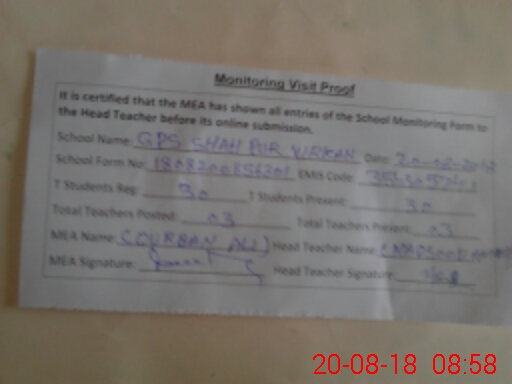 Monitoring Visit Proof
It is certified that the MEA has shown all entries of the School Monitoring Form to
the Head Teacher before its online submission.
School Name: GPS SHAH PUR VIRKAN Date: 20-08-2018
School Form No: EMIS Code:
T Students Reg: 30 T Students Present: 30
Total Teachers Posted: 03 Total Teachers Present: 03
MEA Name: (QURBAN ALI) Head Teacher Name: (MAQSOOD
MEA Signature: Head Teacher Signature:
20-08-18 08:58